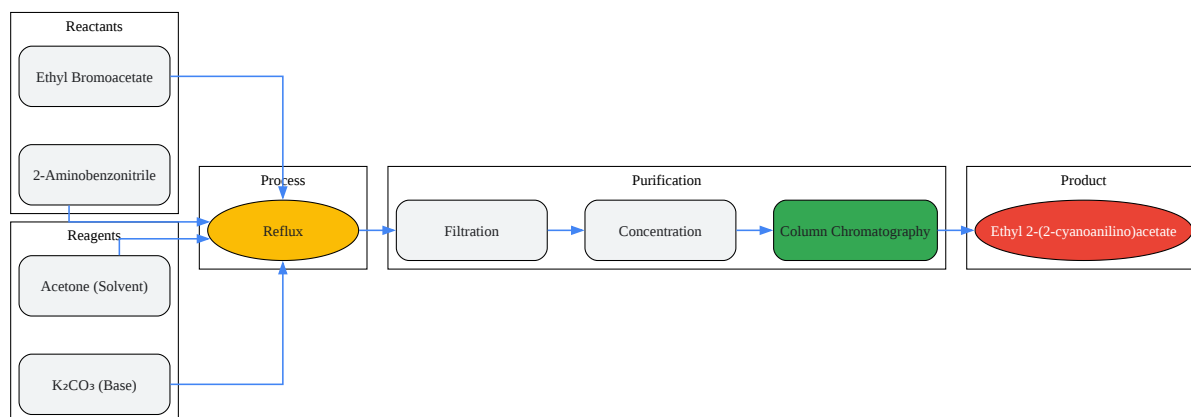 Reactants
Ethyl Bromoacetate
2-Aminobenzonitrile
Reagents
Acetone (Solvent)
K₂CO₃ (Base)
Process
Reflux
Purification
Filtration
Concentration
Column Chromatography
Product
Ethyl 2-(2-cyanoanilino)acetate